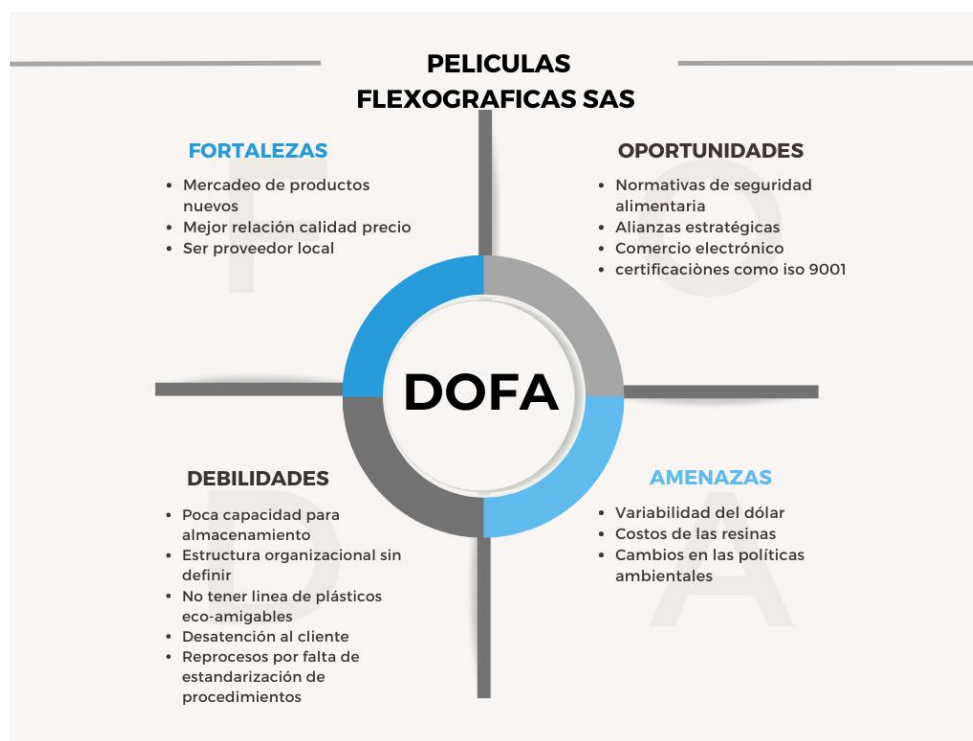 PELICULAS
FLEXOGRAFICAS SAS
FORTALEZAS
• Mercadeo de productos
nuevos
• Mejor relación calidad precio
• Ser proveedor local
OPORTUNIDADES
• Normativas de seguridad
alimentaria
• Alianzas estratégicas
• Comercio electrónico
• certificaciònes como iso 9001
DOFA
DEBILIDADES
• Poca capacidad para
almacenamiento
• Estructura organizacional sin
definir
• No tener linea de plásticos
eco-amigables
• Desatención al cliente
• Reprocesos por falta de
estandarización de
procedimientos
AMENAZAS
• Variabilidad del dólar
• Costos de las resinas
• Cambios en las políticas
ambientales
F
O
D
A